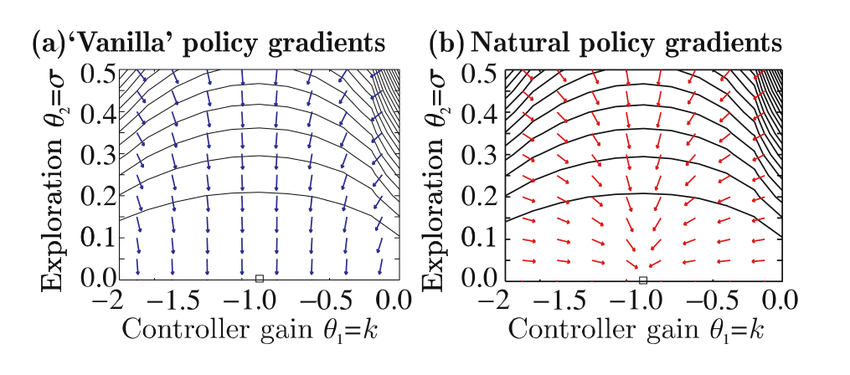 (a)‘Vanilla’ policy gradients
(b) Natural policy gradients
Exploration θ₂=σ
0.5
0.4
0.3
0.2
0.1
0.0
−2 −1.5 −1.0 −0.5 0.0
Controller gain θ₁=k
Exploration θ₂=σ
0.5
0.4
0.3
0.2
0.1
0.0
−2 −1.5 −1.0 −0.5 0.0
Controller gain θ₁=k